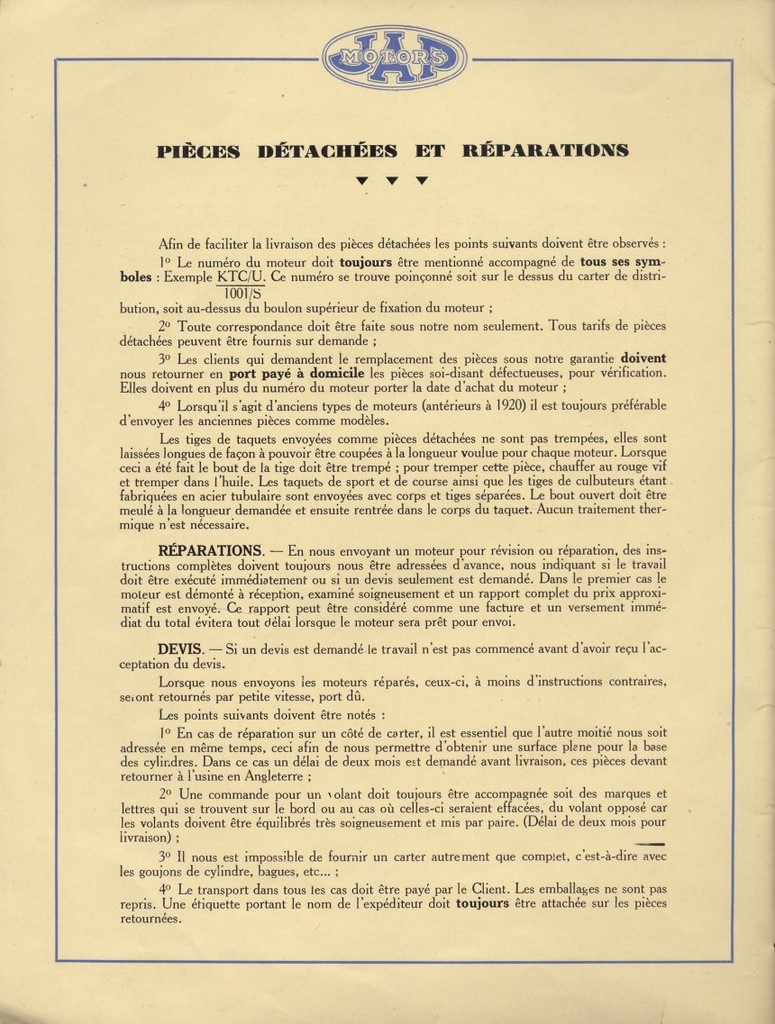 JAP
MOTORS
PIÈCES DÉTACHÉES ET RÉPARATIONS
Afin de faciliter la livraison des pièces détachées les points suivants doivent être observés :
1º Le numéro du moteur doit toujours être mentionné accompagné de tous ses sym-
boles : Exemple KTC/U. Ce numéro se trouve poinçonné soit sur le dessus du carter de distri-
1001/S
bution, soit au-dessus du boulon supérieur de fixation du moteur ;
2º Toute correspondance doit être faite sous notre nom seulement. Tous tarifs de pièces
détachées peuvent être fournis sur demande ;
3º Les clients qui demandent le remplacement des pièces sous notre garantie doivent
nous retourner en port payé à domicile les pièces soi-disant défectueuses, pour vérification.
Elles doivent en plus du numéro du moteur porter la date d'achat du moteur ;
4º Lorsqu'il s'agit d'anciens types de moteurs (antérieurs à 1920) il est toujours préférable
d'envoyer les anciennes pièces comme modèles.
Les tiges de taquets envoyées comme pièces détachées ne sont pas trempées, elles sont
laissées longues de façon à pouvoir être coupées à la longueur voulue pour chaque moteur. Lorsque
ceci a été fait le bout de la tige doit être trempé ; pour tremper cette pièce, chauffer au rouge vif
et tremper dans l'huile. Les taquets de sport et de course ainsi que les tiges de culbuteurs étant
fabriquées en acier tubulaire sont envoyées avec corps et tiges séparées. Le bout ouvert doit être
meulé à la longueur demandée et ensuite rentrée dans le corps du taquet. Aucun traitement ther-
mique n'est nécessaire.
RÉPARATIONS. — En nous envoyant un moteur pour révision ou réparation, des ins-
tructions complètes doivent toujours nous être adressées d'avance, nous indiquant si le travail
doit être exécuté immédiatement ou si un devis seulement est demandé. Dans le premier cas le
moteur est démonté à réception, examiné soigneusement et un rapport complet du prix approxi-
matif est envoyé. Ce rapport peut être considéré comme une facture et un versement immé-
diat du total évitera tout délai lorsque le moteur sera prêt pour envoi.
DEVIS. — Si un devis est demandé le travail n'est pas commencé avant d'avoir reçu l'ac-
ceptation du devis.
Lorsque nous envoyons les moteurs réparés, ceux-ci, à moins d'instructions contraires,
seront retournés par petite vitesse, port dû.
Les points suivants doivent être notés :
1º En cas de réparation sur un côté de carter, il est essentiel que l'autre moitié nous soit
adressée en même temps, ceci afin de nous permettre d'obtenir une surface plane pour la base
des cylindres. Dans ce cas un délai de deux mois est demandé avant livraison, ces pièces devant
retourner à l'usine en Angleterre ;
2º Une commande pour un volant doit toujours être accompagnée soit des marques et
lettres qui se trouvent sur le bord ou au cas où celles-ci seraient effacées, du volant opposé car
les volants doivent être équilibrés très soigneusement et mis par paire. (Délai de deux mois pour
livraison) ;
3º Il nous est impossible de fournir un carter autrement que complet, c'est-à-dire avec
les goujons de cylindre, bagues, etc... ;
4º Le transport dans tous les cas doit être payé par le Client. Les emballages ne sont pas
repris. Une étiquette portant le nom de l'expéditeur doit toujours être attachée sur les pièces
retournées.